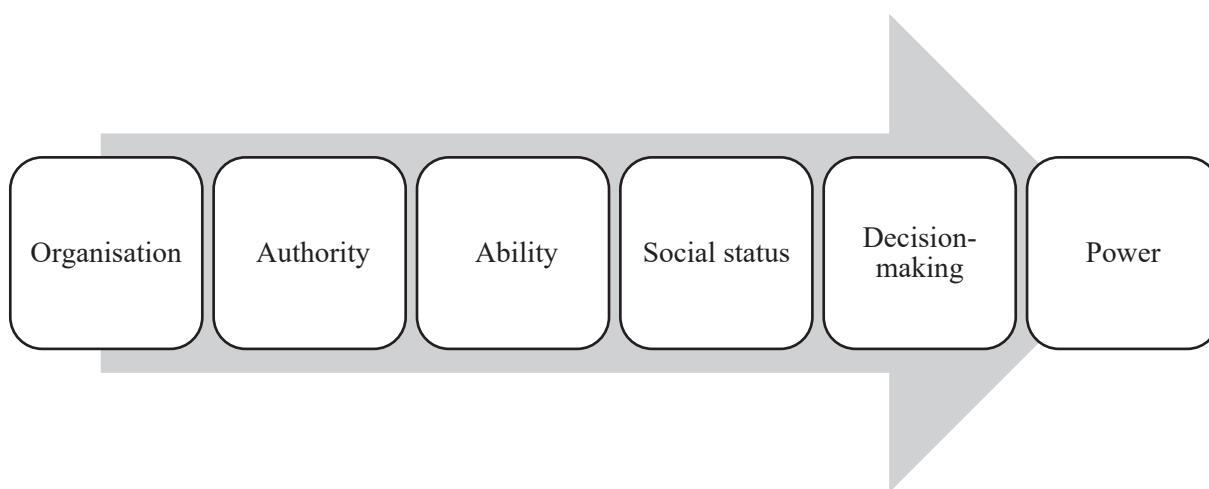 Organisation
Authority
Ability
Social status
Decision-
making
Power